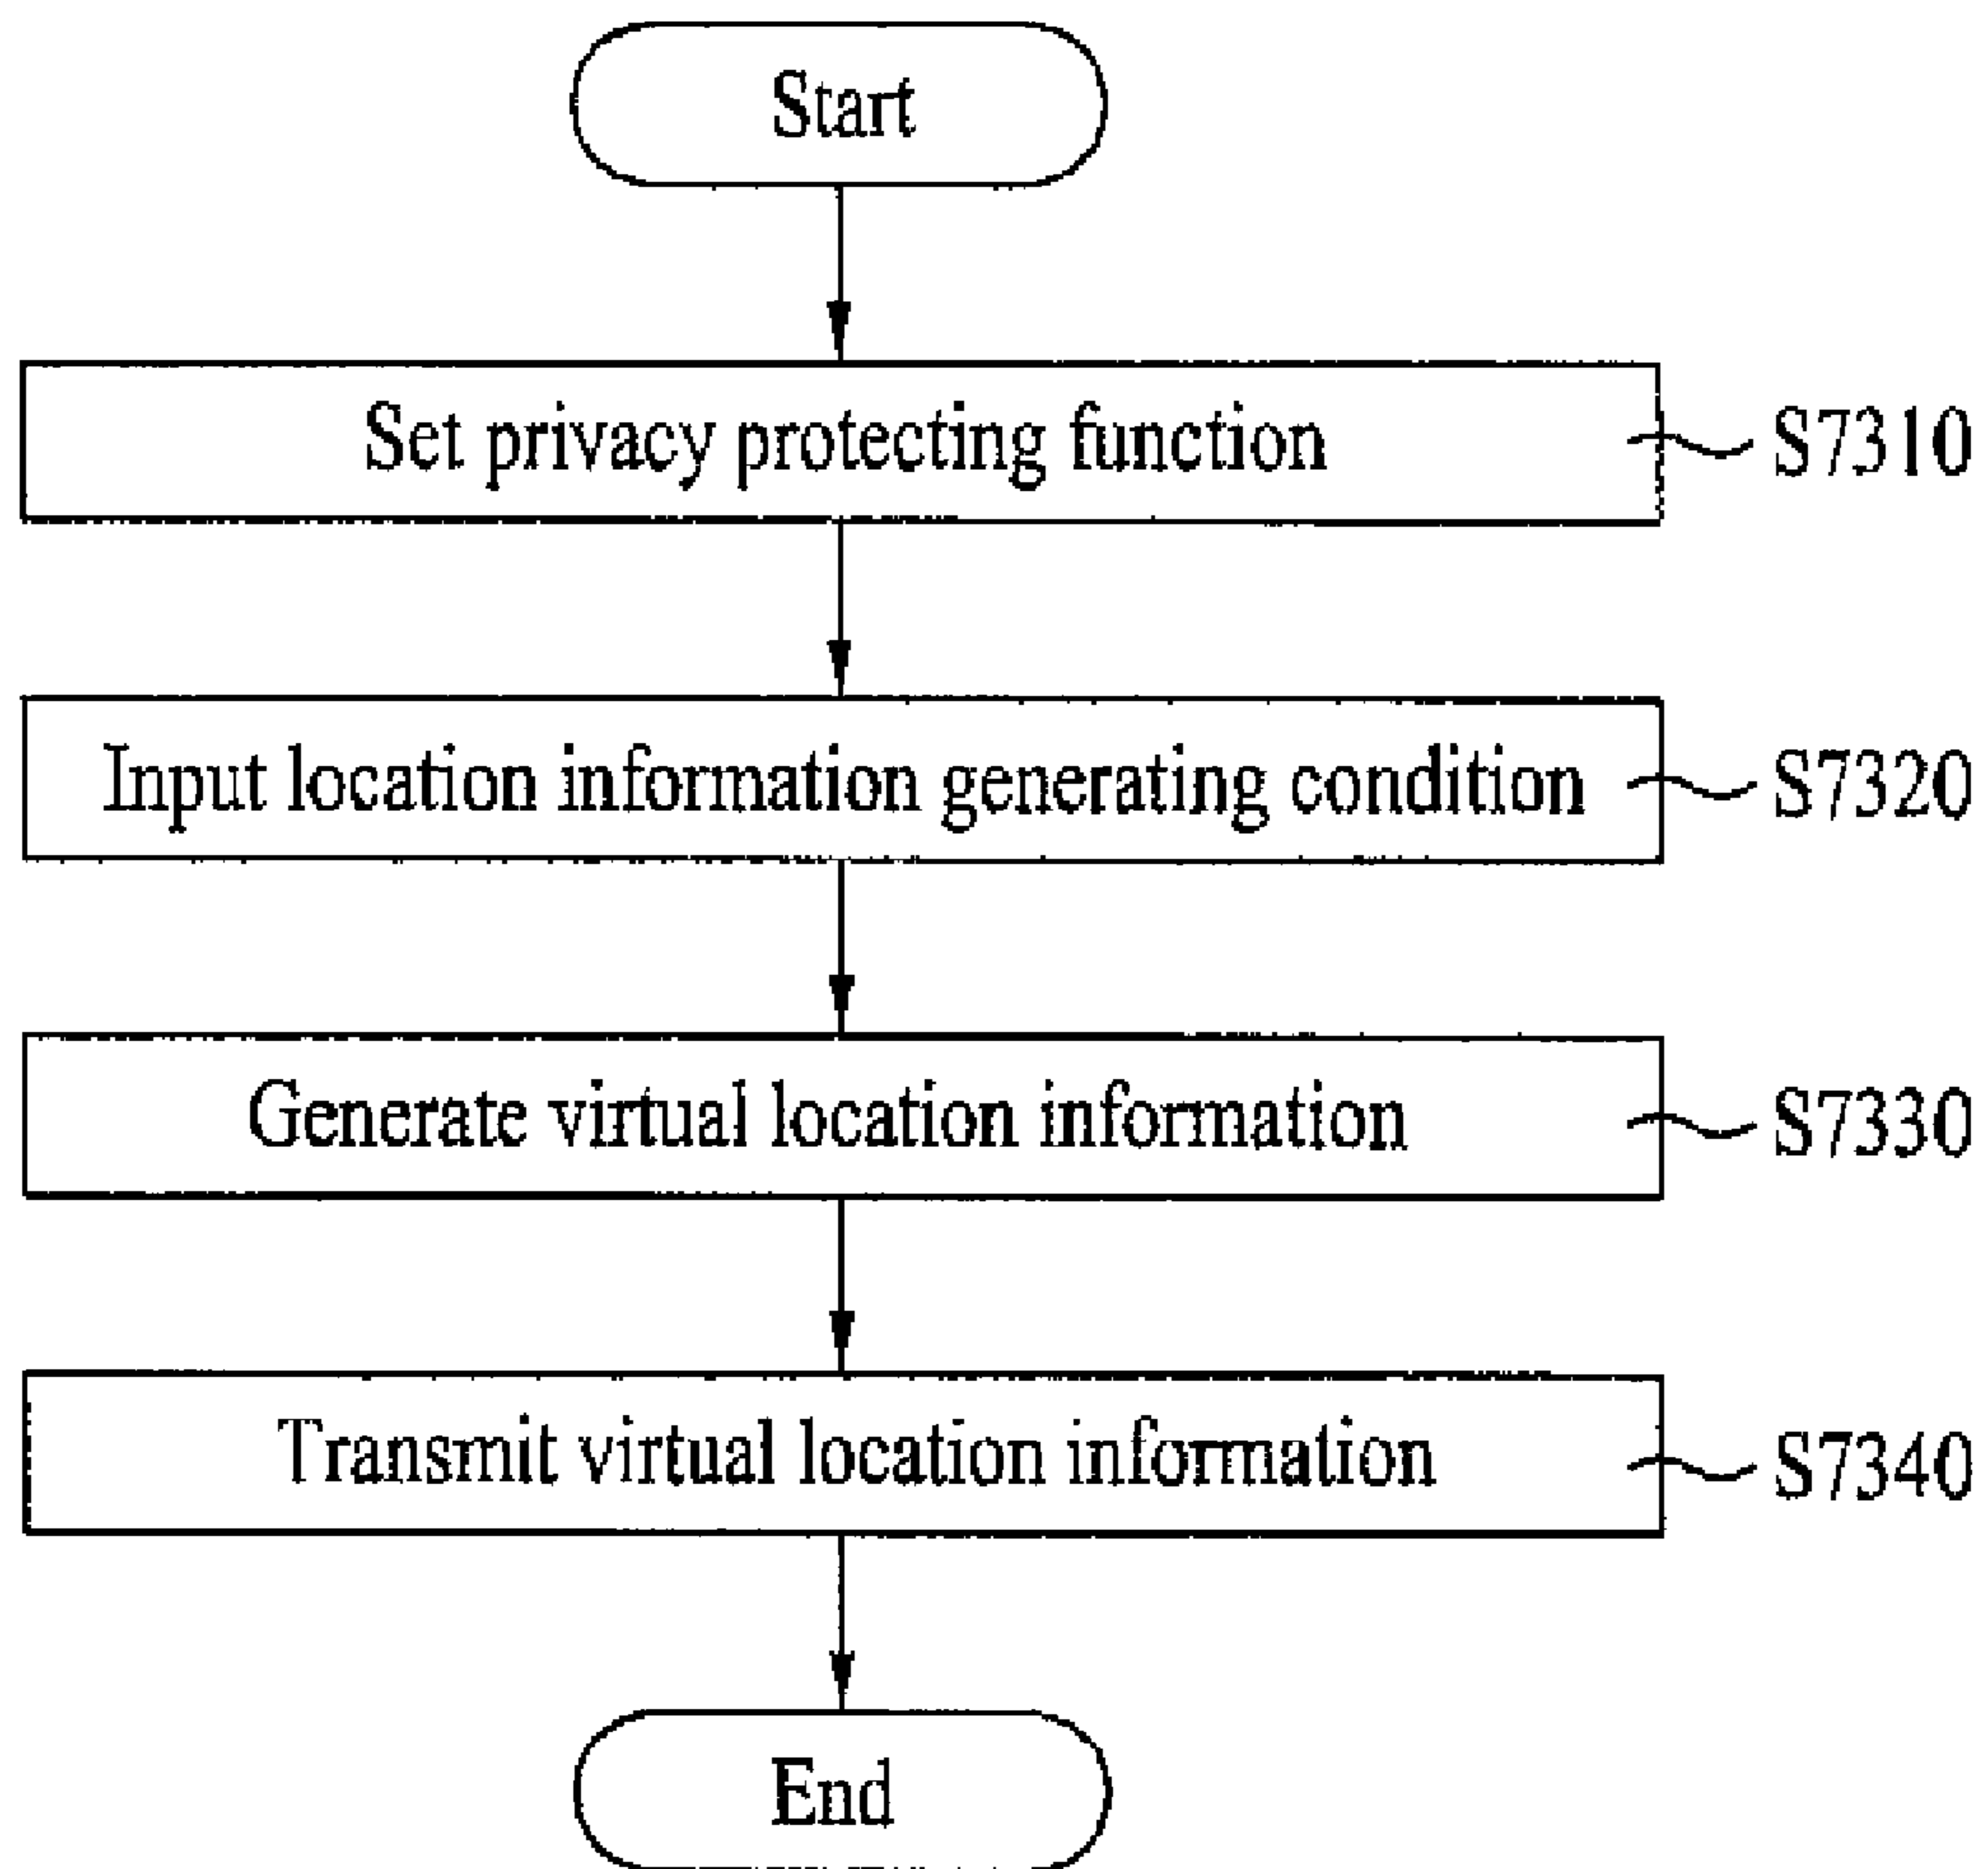 Start
Set privacy protecting function
S7310
Input location information generating condition
S7320
Generate virtual location information
S7330
Transmit virtual location information
S7340
End